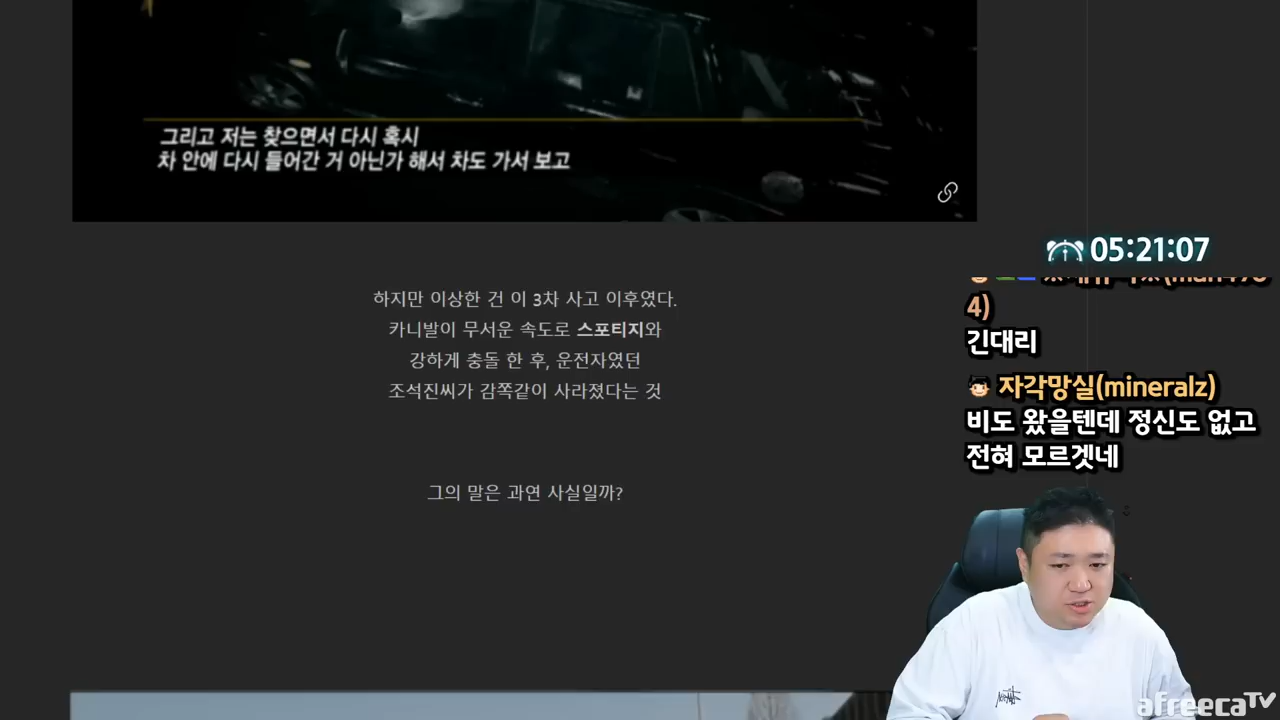 그리고 저는 찾으면서 다시 혹시
차 안에 다시 들어간 거 아닌가 해서 차도 가서 보고
05:21:07
4)
긴대리
자각망실(mineralz)
비도 왔을텐데 정신도 없고
전혀 모르겟네
하지만 이상한 건 이 3차 사고 이후였다.
카니발이 무서운 속도로 스포티지와
강하게 충돌 한 후, 운전자였던
조석진씨가 감쪽같이 사라졌다는 것
그의 말은 과연 사실일까?
afreecaTV